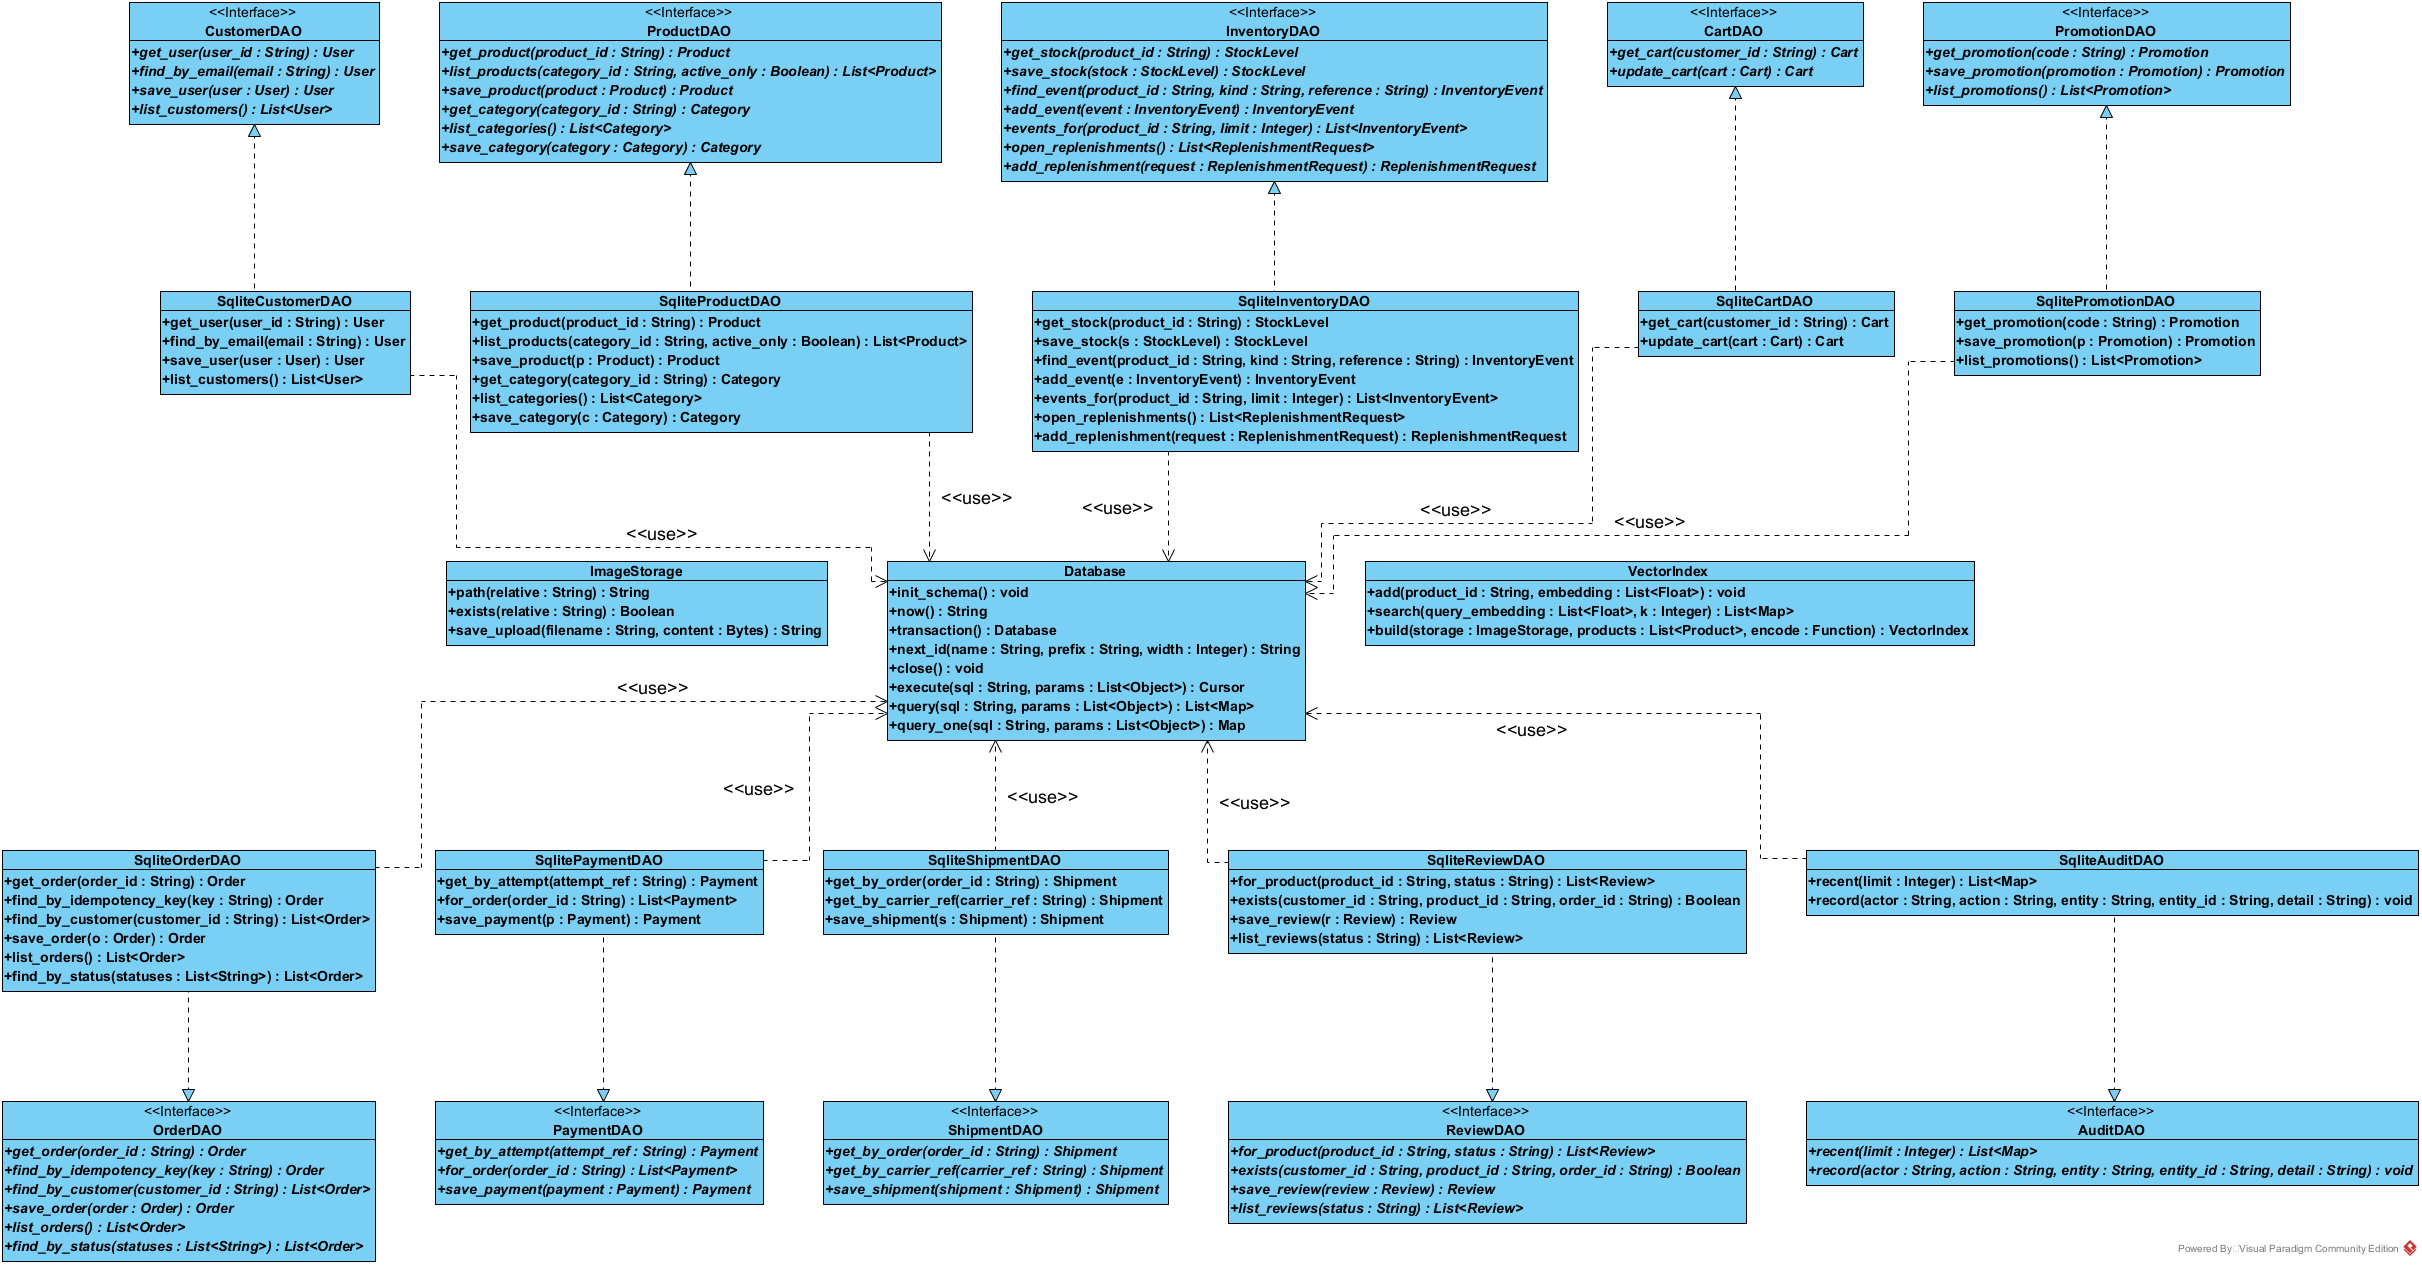 <<Interface>>
CustomerDAO
+get_user(user_id : String) : User
+find_by_email(email : String) : User
+save_user(user : User) : User
+list_customers() : List<User>
<<Interface>>
ProductDAO
+get_product(product_id : String) : Product
+list_products(category_id : String, active_only : Boolean) : List<Product>
+save_product(product : Product) : Product
+get_category(category_id : String) : Category
+list_categories() : List<Category>
+save_category(category : Category) : Category
<<Interface>>
InventoryDAO
+get_stock(product_id : String) : StockLevel
+save_stock(stock : StockLevel) : StockLevel
+find_event(product_id : String, kind : String, reference : String) : InventoryEvent
+add_event(event : InventoryEvent) : InventoryEvent
+events_for(product_id : String, limit : Integer) : List<InventoryEvent>
+open_replenishments() : List<ReplenishmentRequest>
+add_replenishment(request : ReplenishmentRequest) : ReplenishmentRequest
<<Interface>>
CartDAO
+get_cart(customer_id : String) : Cart
+update_cart(cart : Cart) : Cart
<<Interface>>
PromotionDAO
+get_promotion(code : String) : Promotion
+save_promotion(promotion : Promotion) : Promotion
+list_promotions() : List<Promotion>
SqliteCustomerDAO
+get_user(user_id : String) : User
+find_by_email(email : String) : User
+save_user(user : User) : User
+list_customers() : List<User>
SqliteProductDAO
+get_product(product_id : String) : Product
+list_products(category_id : String, active_only : Boolean) : List<Product>
+save_product(p : Product) : Product
+get_category(category_id : String) : Category
+list_categories() : List<Category>
+save_category(c : Category) : Category
SqliteInventoryDAO
+get_stock(product_id : String) : StockLevel
+save_stock(s : StockLevel) : StockLevel
+find_event(product_id : String, kind : String, reference : String) : InventoryEvent
+add_event(e : InventoryEvent) : InventoryEvent
+events_for(product_id : String, limit : Integer) : List<InventoryEvent>
+open_replenishments() : List<ReplenishmentRequest>
+add_replenishment(request : ReplenishmentRequest) : ReplenishmentRequest
SqliteCartDAO
+get_cart(customer_id : String) : Cart
+update_cart(cart : Cart) : Cart
SqlitePromotionDAO
+get_promotion(code : String) : Promotion
+save_promotion(p : Promotion) : Promotion
+list_promotions() : List<Promotion>
<<use>>
<<use>>
<<use>>
<<use>>
<<use>>
ImageStorage
+path(relative : String) : String
+exists(relative : String) : Boolean
+save_upload(filename : String, content : Bytes) : String
Database
+init_schema() : void
+now() : String
+transaction() : Database
+next_id(name : String, prefix : String, width : Integer) : String
+close() : void
+execute(sql : String, params : List<Object>) : Cursor
+query(sql : String, params : List<Object>) : List<Map>
+query_one(sql : String, params : List<Object>) : Map
VectorIndex
+add(product_id : String, embedding : List<Float>) : void
+search(query_embedding : List<Float>, k : Integer) : List<Map>
+build(storage : ImageStorage, products : List<Product>, encode : Function) : VectorIndex
<<use>>
<<use>>
<<use>>
<<use>>
<<use>>
SqliteOrderDAO
+get_order(order_id : String) : Order
+find_by_idempotency_key(key : String) : Order
+find_by_customer(customer_id : String) : List<Order>
+save_order(o : Order) : Order
+list_orders() : List<Order>
+find_by_status(statuses : List<String>) : List<Order>
SqlitePaymentDAO
+get_by_attempt(attempt_ref : String) : Payment
+for_order(order_id : String) : List<Payment>
+save_payment(p : Payment) : Payment
SqliteShipmentDAO
+get_by_order(order_id : String) : Shipment
+get_by_carrier_ref(carrier_ref : String) : Shipment
+save_shipment(s : Shipment) : Shipment
SqliteReviewDAO
+for_product(product_id : String, status : String) : List<Review>
+exists(customer_id : String, product_id : String, order_id : String) : Boolean
+save_review(r : Review) : Review
+list_reviews(status : String) : List<Review>
SqliteAuditDAO
+recent(limit : Integer) : List<Map>
+record(actor : String, action : String, entity : String, entity_id : String, detail : String) : void
<<Interface>>
OrderDAO
+get_order(order_id : String) : Order
+find_by_idempotency_key(key : String) : Order
+find_by_customer(customer_id : String) : List<Order>
+save_order(order : Order) : Order
+list_orders() : List<Order>
+find_by_status(statuses : List<String>) : List<Order>
<<Interface>>
PaymentDAO
+get_by_attempt(attempt_ref : String) : Payment
+for_order(order_id : String) : List<Payment>
+save_payment(payment : Payment) : Payment
<<Interface>>
ShipmentDAO
+get_by_order(order_id : String) : Shipment
+get_by_carrier_ref(carrier_ref : String) : Shipment
+save_shipment(shipment : Shipment) : Shipment
<<Interface>>
ReviewDAO
+for_product(product_id : String, status : String) : List<Review>
+exists(customer_id : String, product_id : String, order_id : String) : Boolean
+save_review(review : Review) : Review
+list_reviews(status : String) : List<Review>
<<Interface>>
AuditDAO
+recent(limit : Integer) : List<Map>
+record(actor : String, action : String, entity : String, entity_id : String, detail : String) : void
Powered By Visual Paradigm Community Edition